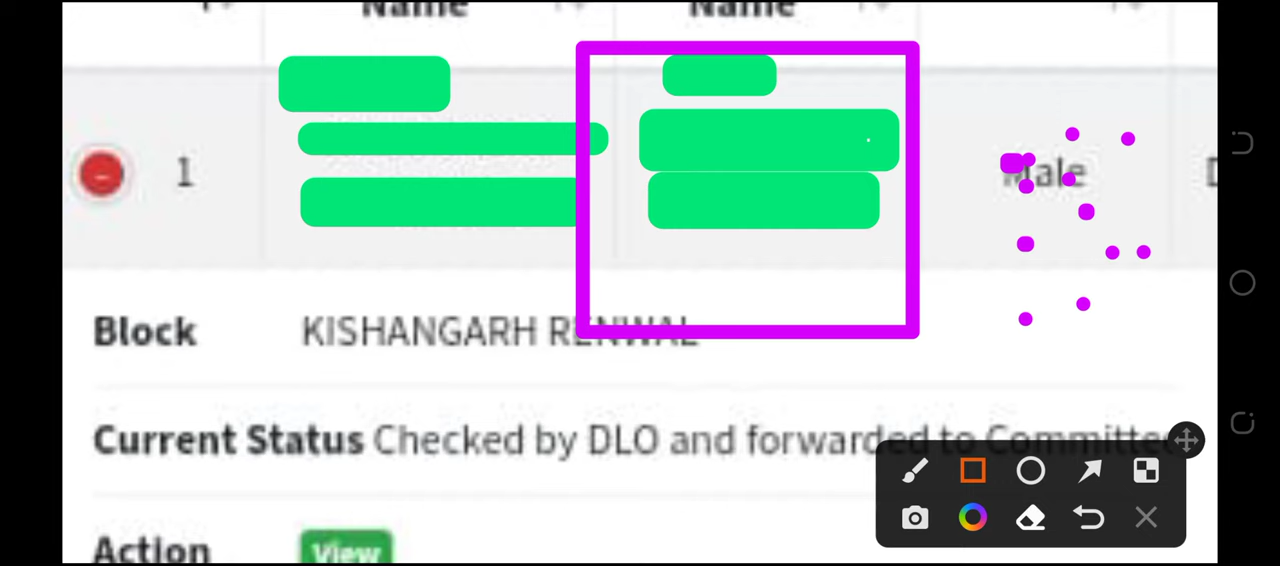 Name Name
1 Male
Block KISHANGARH RENWAL
Current Status Checked by DLO and forwarded to Committee
Action View